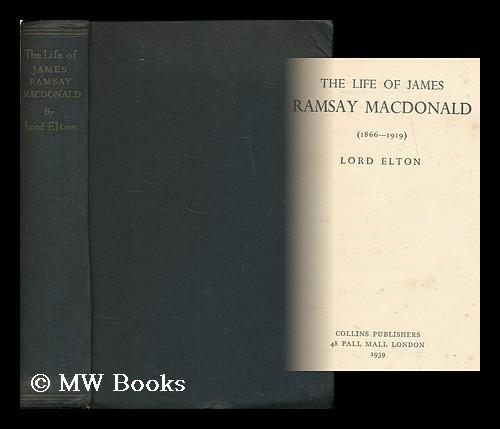 The Life of
JAMES
RAMSAY
MACDONALD
By
Lord Elton
THE LIFE OF JAMES
RAMSAY MACDONALD
(1866—1919)
LORD ELTON
COLLINS PUBLISHERS
48 PALL MALL LONDON
1939
© MW Books